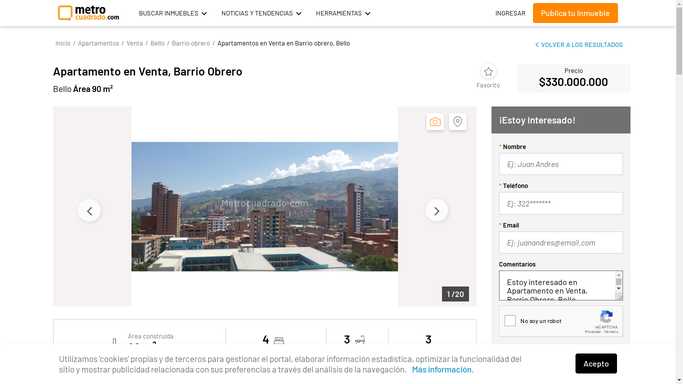 metro
cuadrado.com
BUSCAR INMUEBLES
NOTICIAS Y TENDENCIAS
HERRAMIENTAS
INGRESAR
Publica tu Inmueble
Inicio / Apartamentos / Venta / Bello / Barrio obrero / Apartamentos en Venta en Barrio obrero, Bello
VOLVER A LOS RESULTADOS
Apartamento en Venta, Barrio Obrero
Bello Área 90 m²
Favorito
Precio
$330.000.000
Metrocuadrado.com
1 / 20
¡Estoy Interesado!
* Nombre
Ej: Juan Andres
* Teléfono
Ej: 322*******
* Email
Ej: juanandres@email.com
Comentarios
Estoy interesado en
Apartamento en Venta,
Barrio Obrero, Bello
No soy un robot
reCAPTCHA
Privacidad - Términos
Área construida
4
3
3
Utilizamos 'cookies' propias y de terceros para gestionar el portal, elaborar información estadística, optimizar la funcionalidad del
sitio y mostrar publicidad relacionada con sus preferencias a través del análisis de la navegación. Más información.
Acepto